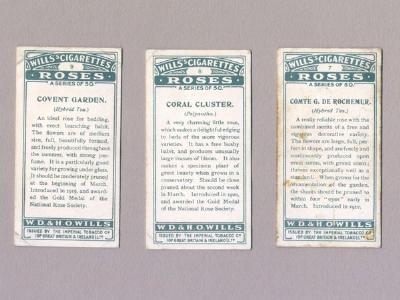 WILLS'S CIGARETTES
9
ROSES
A SERIES OF 50.
COVENT GARDEN.
(Hybrid Tea.)
An ideal rose for bedding,
with erect branching habit.
The flowers are of medium
size, full, beautifully formed,
and freely produced throughout
the summer, with strong
perfume. It is a particularly good
variety for growing under glass.
It should be moderately pruned
at the beginning of March.
Introduced in 1919, and award-
ed the Gold Medal of the
National Rose Society.
W.D.& H.O.WILLS
ISSUED BY THE IMPERIAL TOBACCO CO
(OF GREAT BRITAIN & IRELAND), LTD
WILLS'S CIGARETTES
8
ROSES
A SERIES OF 50.
CORAL CLUSTER.
(Polyantha.)
A very charming little rose,
which makes a delightful edging
to beds of the more vigorous
varieties. It has a free bushy
habit, and produces unusually
large trusses of bloom. It also
makes a specimen plant of
great beauty when grown in a
conservatory. Should be close
pruned about the second week
in March. Introduced in 1920,
and awarded the Gold Medal
of the National Rose Society.
W.D.& H.O.WILLS
ISSUED BY THE IMPERIAL TOBACCO CO
(OF GREAT BRITAIN & IRELAND), LTD
WILLS'S CIGARETTES
7
ROSES
A SERIES OF 50.
COMTE G. DE ROCHEMUR.
(Hybrid Tea.)
A really reliable rose with the
combined merits of a free and
decorative variety.
The flowers are large, full, per-
fect in shape, and are freely and
continuously produced upon
sweet stems, with grand scent;
thrives exceptionally well in a
standard. When grown for the
ornamentation of the garden,
the shoots should be pruned to
within four "eyes" early in
March. Introduced in 1912.
W.D.& H.O.WILLS
ISSUED BY THE IMPERIAL TOBACCO CO
(OF GREAT BRITAIN & IRELAND), LTD